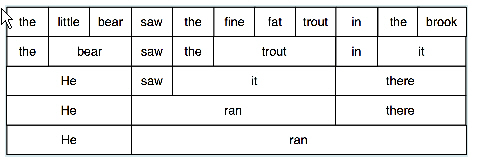 the little bear saw the fine fat trout in the brook
the bear saw the trout in it
He saw it there
He ran there
He ran